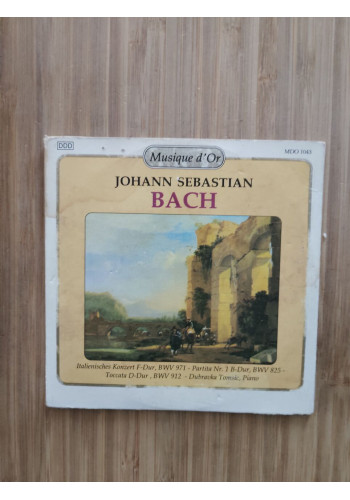 DDD
Musique d'Or
MDO 1043
JOHANN SEBASTIAN
BACH
Italienisches Konzert F-Dur, BWV 971 - Partita Nr. 1 B-Dur, BWV 825 -
Toccata D-Dur, BWV 912 - Dubravka Tomsic, Piano